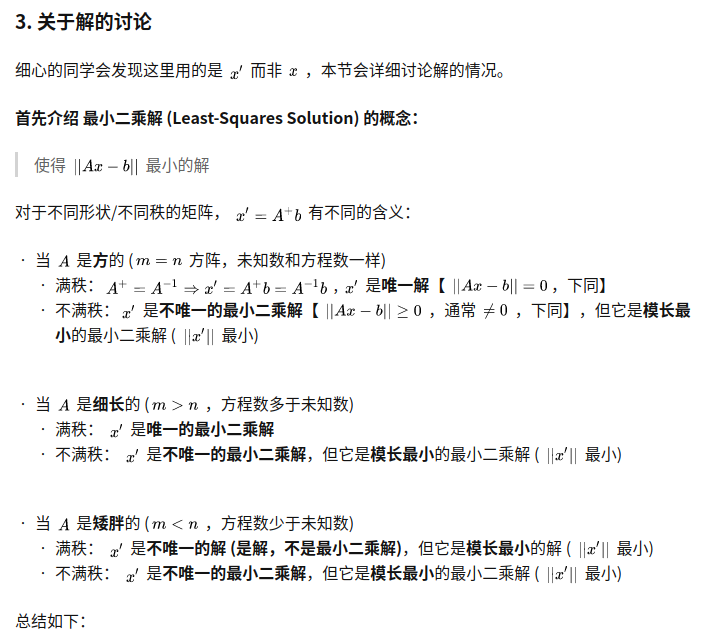 3. 关于解的讨论
细心的同学会发现这里用的是 x′ 而非 x ，本节会详细讨论解的情况。
首先介绍 最小二乘解 (Least-Squares Solution) 的概念：
使得 ||Ax − b|| 最小的解
对于不同形状/不同秩的矩阵， x′ = A⁺b 有不同的含义：
· 当 A 是方的 (m = n 方阵，未知数和方程数一样)
· 满秩： A⁺ = A⁻¹ ⇒ x′ = A⁺b = A⁻¹b , x′ 是唯一解【 ||Ax − b|| = 0 ，下同】
· 不满秩： x′ 是不唯一的最小二乘解【 ||Ax − b|| ≥ 0 ，通常 ≠ 0 ，下同】，但它是模长最
小的最小二乘解 ( ||x′|| 最小)
· 当 A 是细长的 (m > n ，方程数多于未知数)
· 满秩： x′ 是唯一的最小二乘解
· 不满秩： x′ 是不唯一的最小二乘解，但它是模长最小的最小二乘解 ( ||x′|| 最小)
· 当 A 是矮胖的 (m < n ，方程数少于未知数)
· 满秩： x′ 是不唯一的解 (是解，不是最小二乘解)，但它是模长最小的解 ( ||x′|| 最小)
· 不满秩： x′ 是不唯一的最小二乘解，但它是模长最小的最小二乘解 ( ||x′|| 最小)
总结如下：